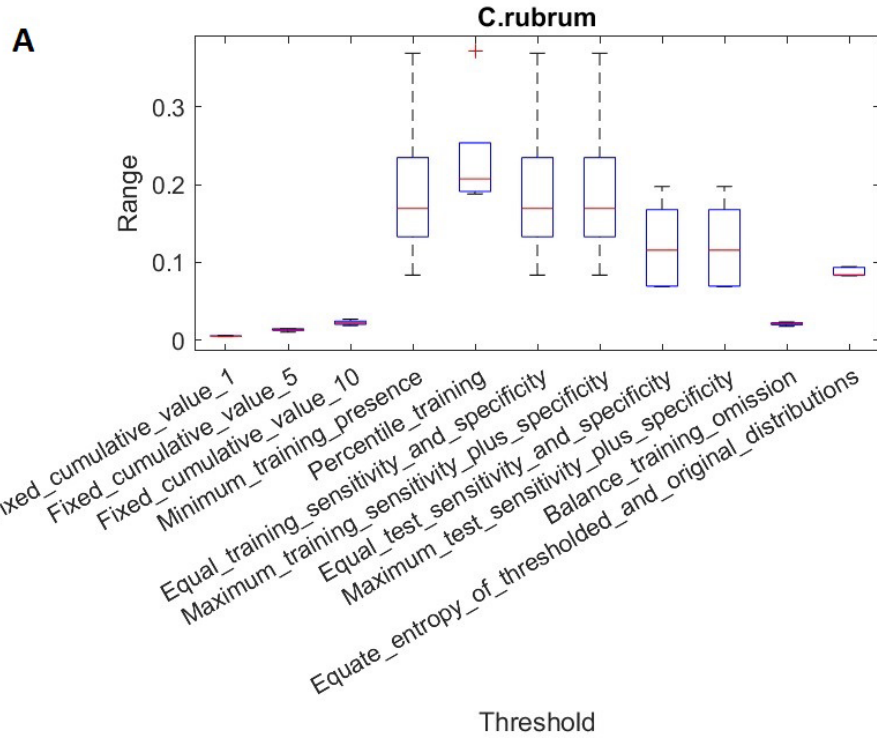 A
C.rubrum
Range
0.3
0.2
0.1
0
ixed_cumulative_value_1
Fixed_cumulative_value_5
Fixed_cumulative_value_10
Minimum_training_presence
Percentile_training
Equal_training_sensitivity_and_specificity
Maximum_training_sensitivity_plus_specificity
Equal_test_sensitivity_and_specificity
Maximum_test_sensitivity_plus_specificity
Balance_training_omission
Equate_entropy_of_thresholded_and_original_distributions
Threshold